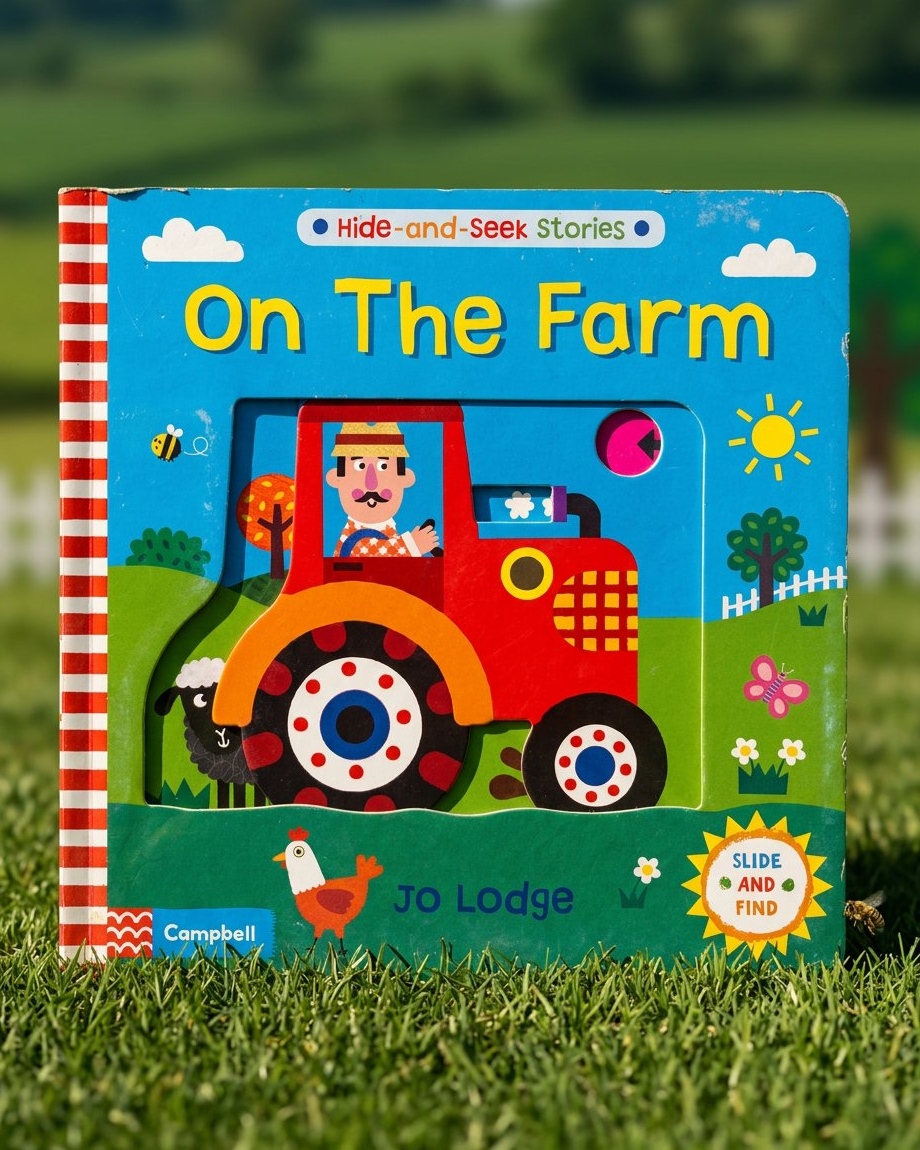 Hide-and-Seek Stories
On The Farm
Jo Lodge
SLIDE
AND
FIND
Campbell